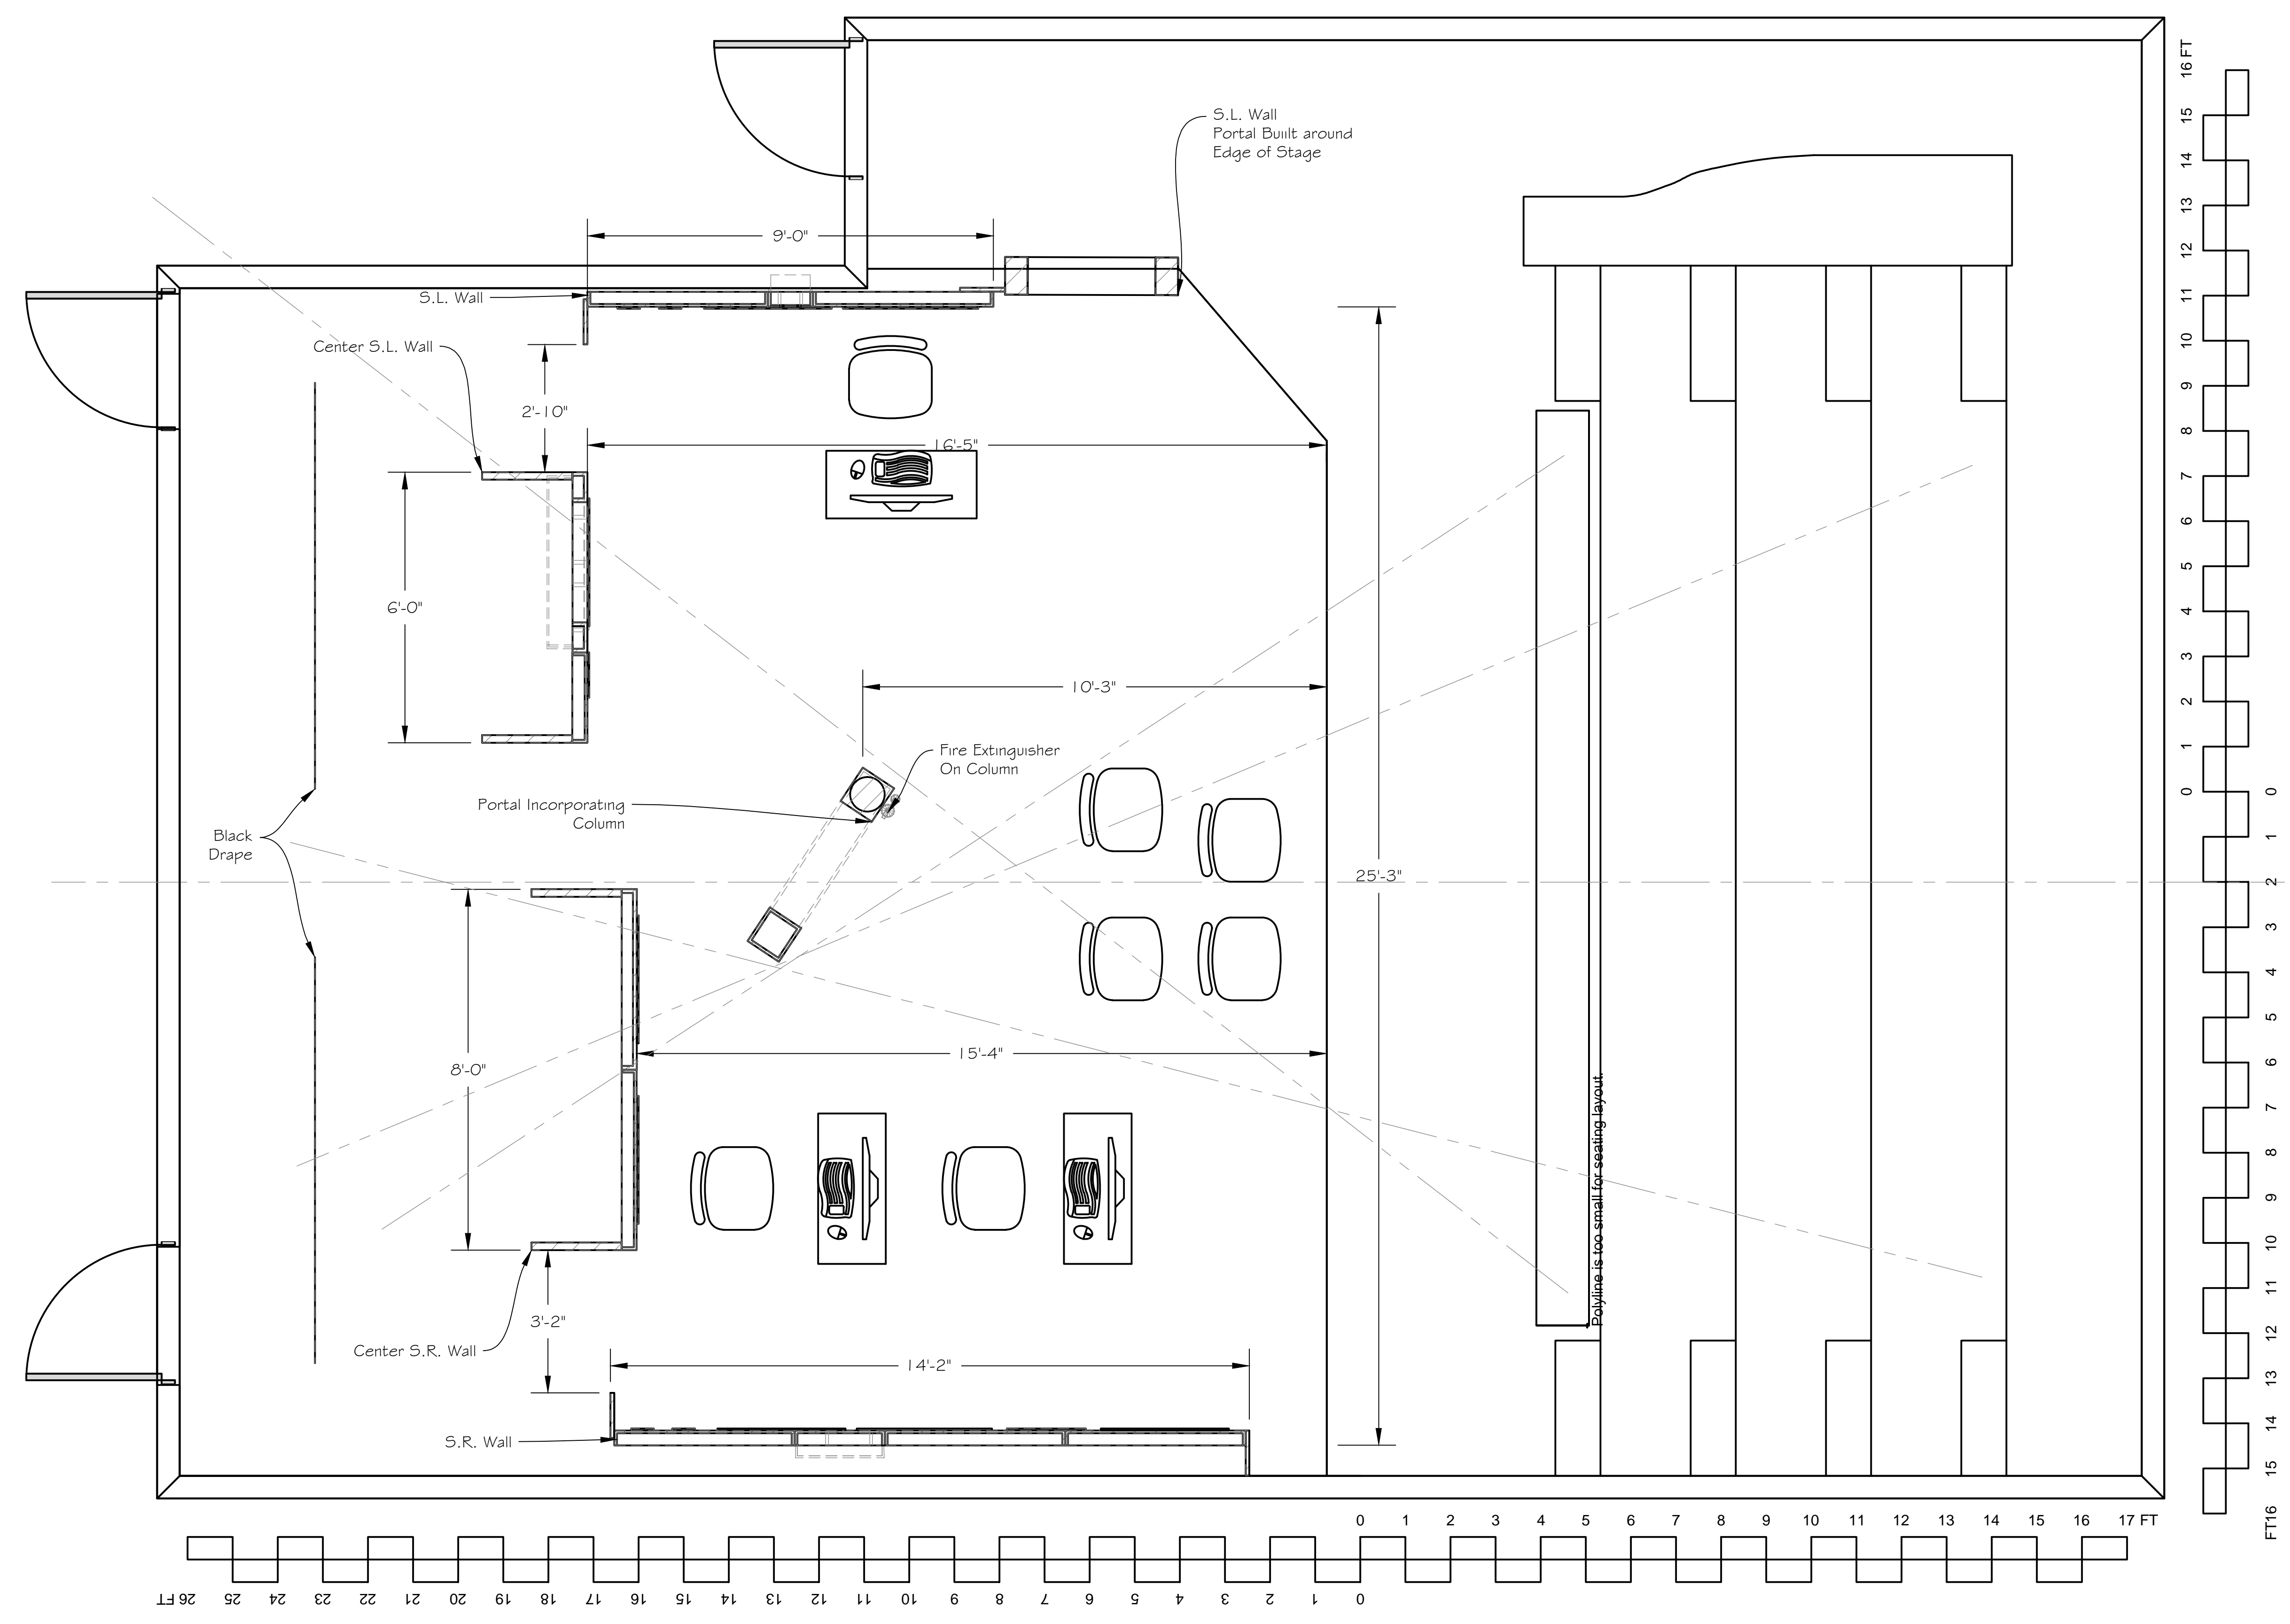 16 FT
15
14
13
12
11
10
9
8
7
6
5
4
3
2
1
0
0
1
2
3
4
5
6
7
8
9
10
11
12
13
14
15
FT16
S.L. Wall
Portal Buiilt around
Edge of Stage
9'-0"
S.L. Wall
Center S.L. Wall
2'-10"
16'-5"
6'-0"
10'-3"
Fire Extinguisher
On Column
Portal Incorporating
Column
Black
Drape
25'-3"
15'-4"
8'-0"
Polyline is too small for seating layout.
3'-2"
Center S.R. Wall
14'-2"
S.R. Wall
0 1 2 3 4 5 6 7 8 9 10 11 12 13 14 15 16 17 FT
26 FT 25 24 23 22 21 20 19 18 17 16 15 14 13 12 11 10 9 8 7 6 5 4 3 2 1 0